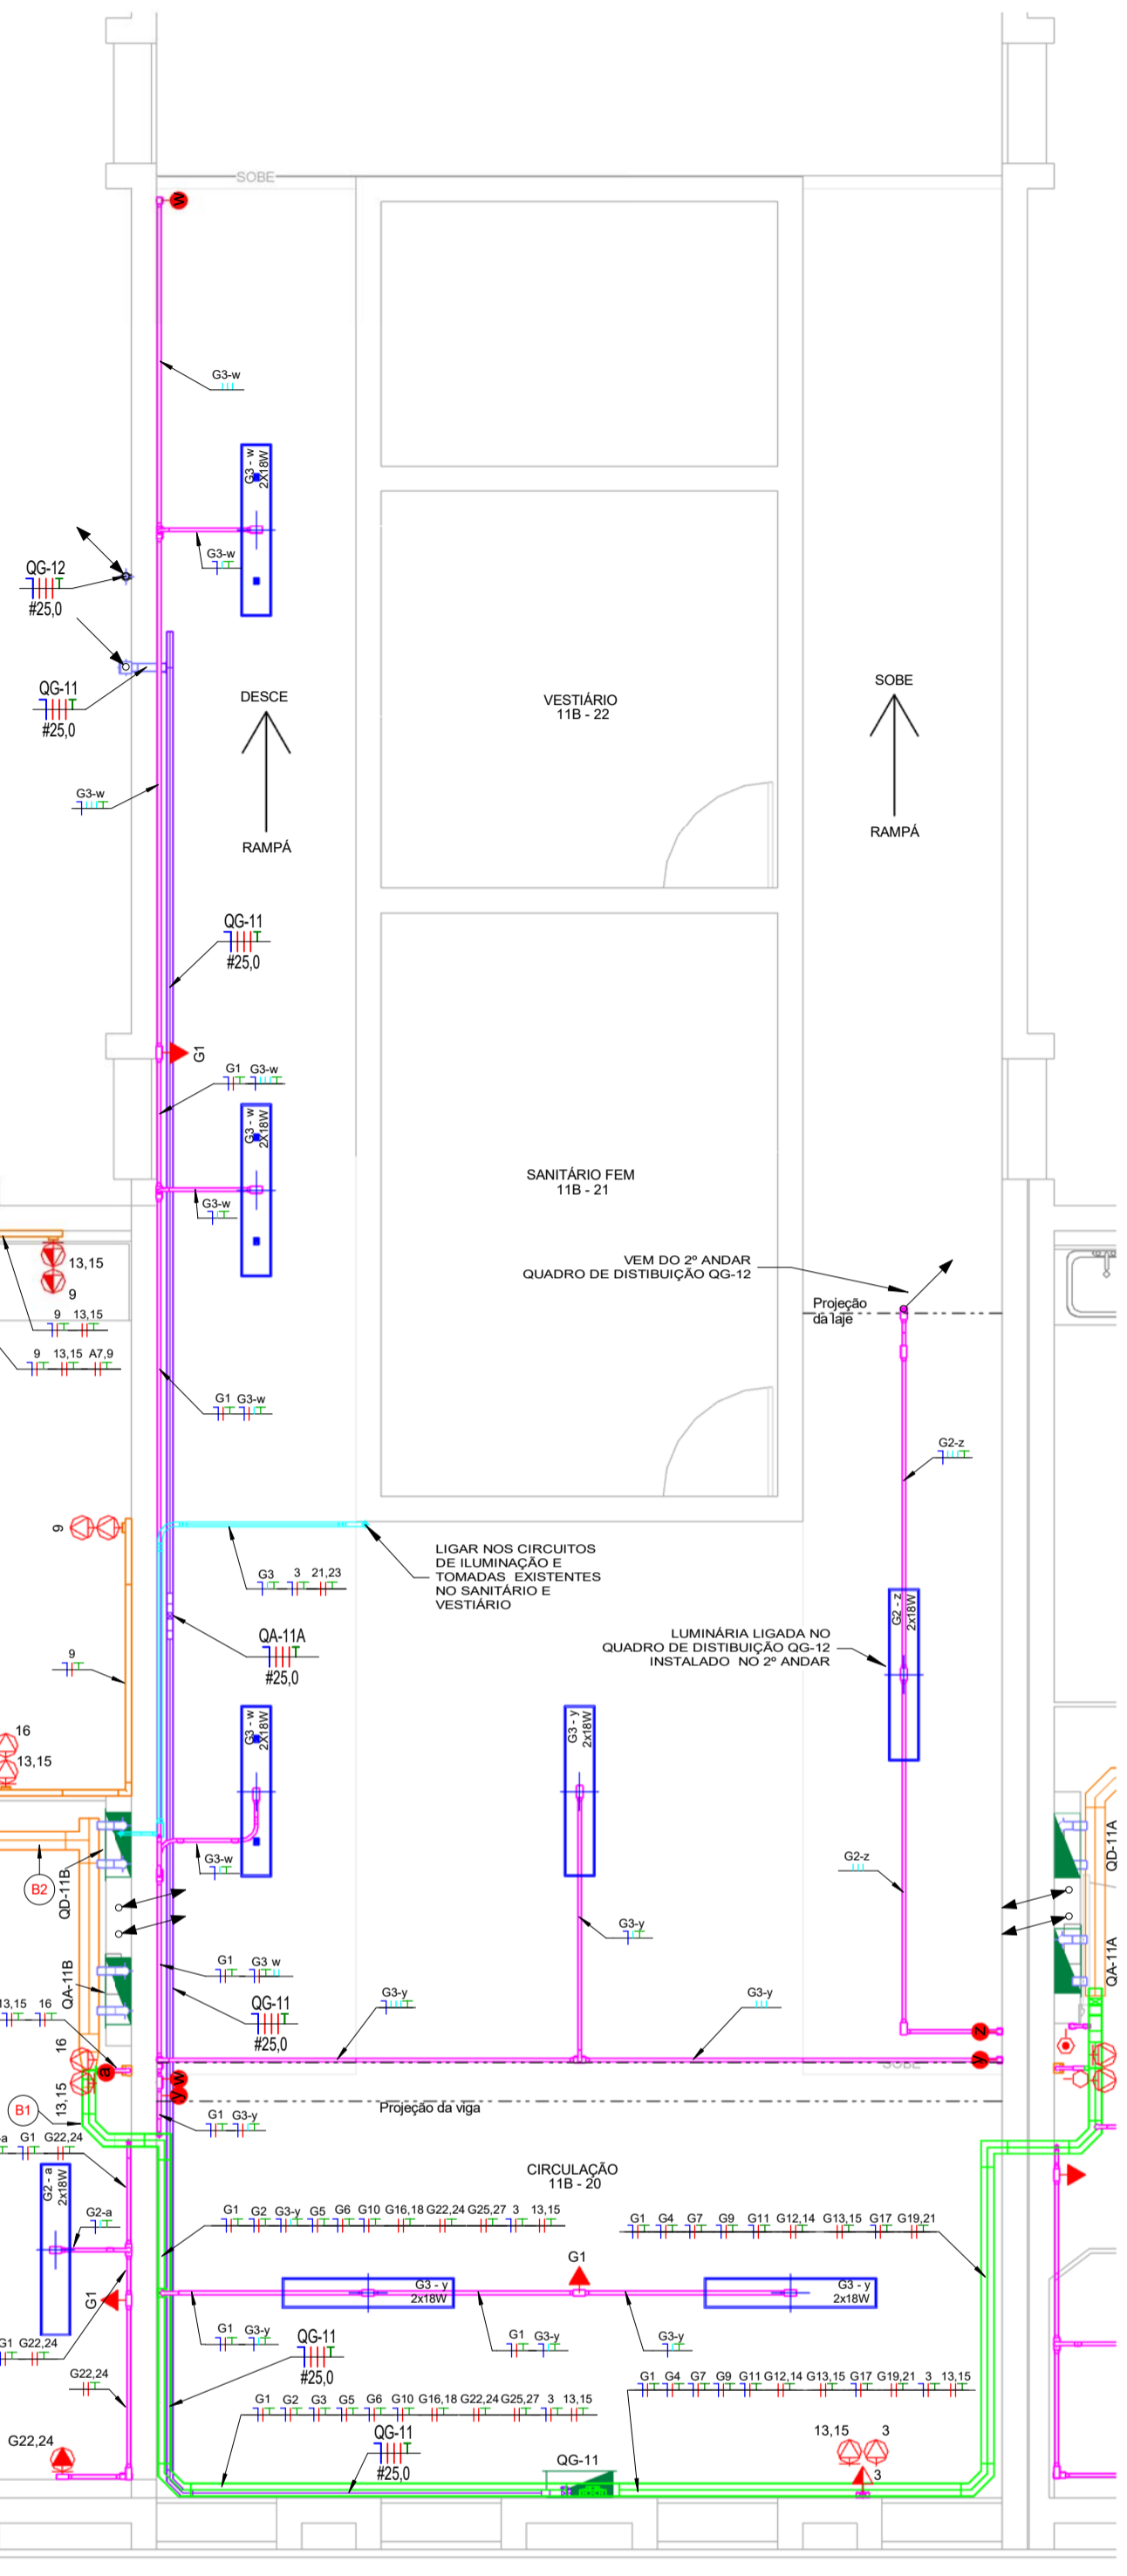 SOBE
w
G3-w
G3 - w
2X18W
G3-w
QG-12
#25,0
QG-11
#25,0
DESCE
RAMPÁ
VESTIÁRIO
11B - 22
SOBE
RAMPÁ
G3-w
QG-11
#25,0
G1
G1 G3-w
G3 - w
2X18W
G3-w
SANITÁRIO FEM
11B - 21
VEM DO 2º ANDAR
QUADRO DE DISTIBUIÇÃO QG-12
Projeção
da laje
13,15
9
9 13,15
9 13,15 A7,9
G1 G3-w
G2-z
9
LIGAR NOS CIRCUITOS
DE ILUMINAÇÃO E
TOMADAS EXISTENTES
NO SANITÁRIO E
VESTIÁRIO
G3 3 21,23
QA-11A
#25,0
LUMINÁRIA LIGADA NO
QUADRO DE DISTIBUIÇÃO QG-12
INSTALADO NO 2º ANDAR
G2 - z
2x18W
9
16
13,15
G3 - w
2X18W
G3 - y
2x18W
G3-w
G2-z
B2
QD-11B
QD-11A
G3-y
G1 G3 w
QG-11
#25,0
QA-11B
QA-11A
G3-y
G3-y
13,15 16
16
13,15
a
w
y
z
y
SOBE
Projeção da viga
B1
G1 G3-y
-a G1 G22,24
CIRCULAÇÃO
11B - 20
G2 - a
2x18W
G2-a
G1 G2 G3-y G5 G6 G10 G16,18 G22,24 G25,27 3 13,15
G1 G4 G7 G9 G11 G12,14 G13,15 G17 G19,21
G1
G1
G3 - y
2x18W
G3 - y
2x18W
G1 G3-y
G1 G3-y
G3-y
G1 G22,24
QG-11
#25,0
G22,24
G1 G2 G3 G5 G6 G10 G16,18 G22,24 G25,27 3 13,15
G1 G4 G7 G9 G11 G12,14 G13,15 G17 G19,21 3 13,15
G22,24
QG-11
#25,0
QG-11
13,15 3
3